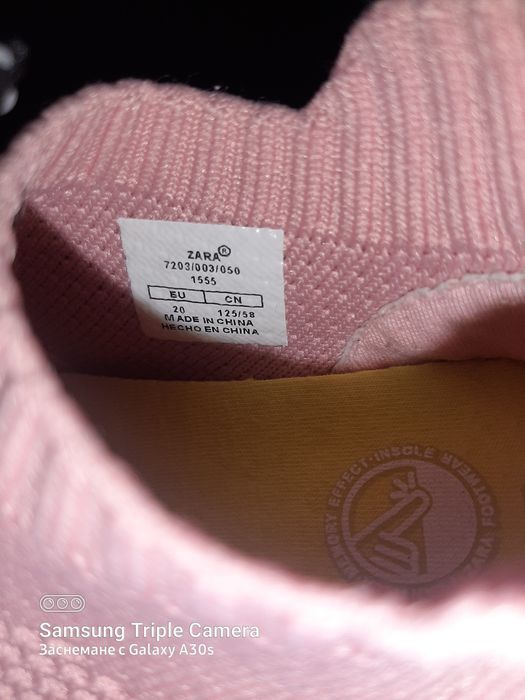 ZARA®
7203/003/050
1555
EU CN
20 125/58
MADE IN CHINA
HECHO EN CHINA
MEMORY EFFECT·INSOLE
ZARA FOOTWEAR
Samsung Triple Camera
Заснемане с Galaxy A30s